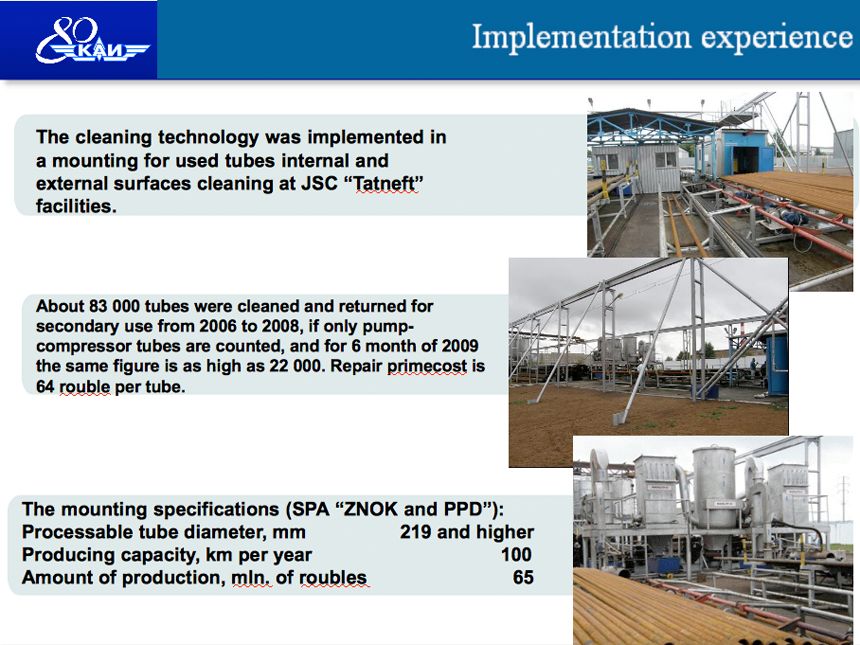 80
КАИ
Implementation experience
The cleaning technology was implemented in
a mounting for used tubes internal and
external surfaces cleaning at JSC “Tatneft”
facilities.
About 83 000 tubes were cleaned and returned for
secondary use from 2006 to 2008, if only pump-
compressor tubes are counted, and for 6 month of 2009
the same figure is as high as 22 000. Repair primecost is
64 rouble per tube.
The mounting specifications (SPA “ZNOK and PPD”):
Processable tube diameter, mm 219 and higher
Producing capacity, km per year 100
Amount of production, mln. of roubles 65